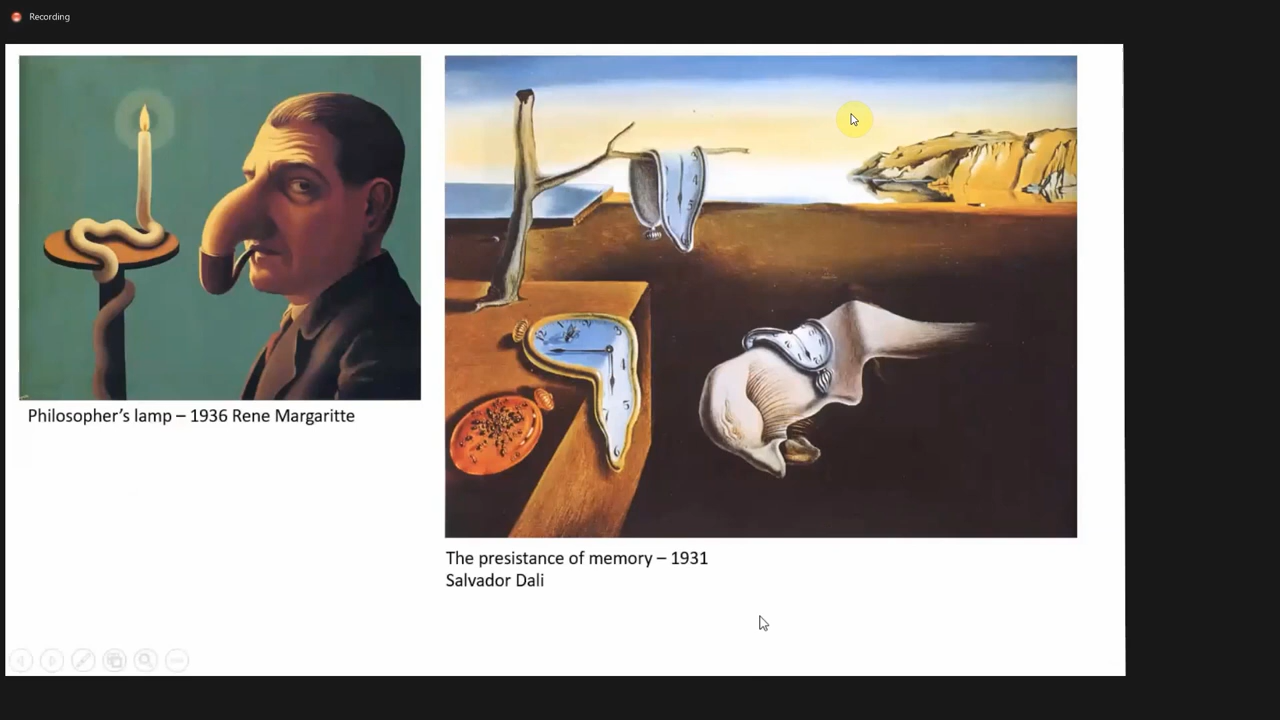 Recording
Philosopher's lamp – 1936 Rene Margaritte
The presistance of memory – 1931
Salvador Dali